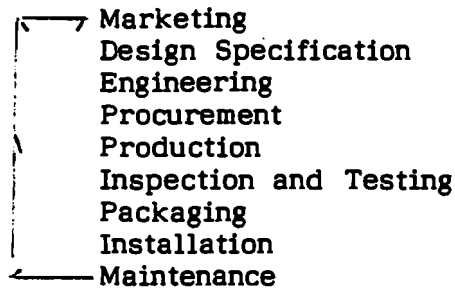 Marketing
Design Specification
Engineering
Procurement
Production
Inspection and Testing
Packaging
Installation
Maintenance